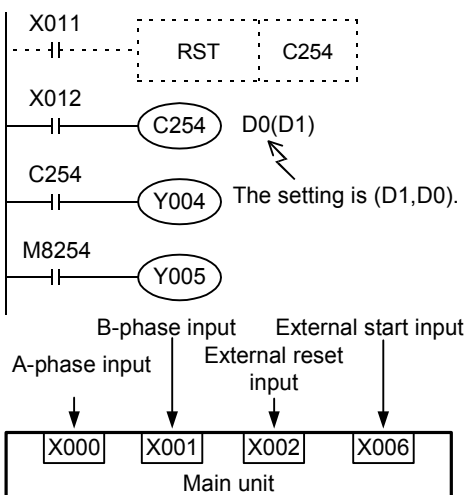 X011
RST C254
X012
C254 D0(D1)
C254
The setting is (D1,D0).
Y004
M8254
Y005
B-phase input External start input
A-phase input External reset
input
X000 X001 X002 X006
Main unit